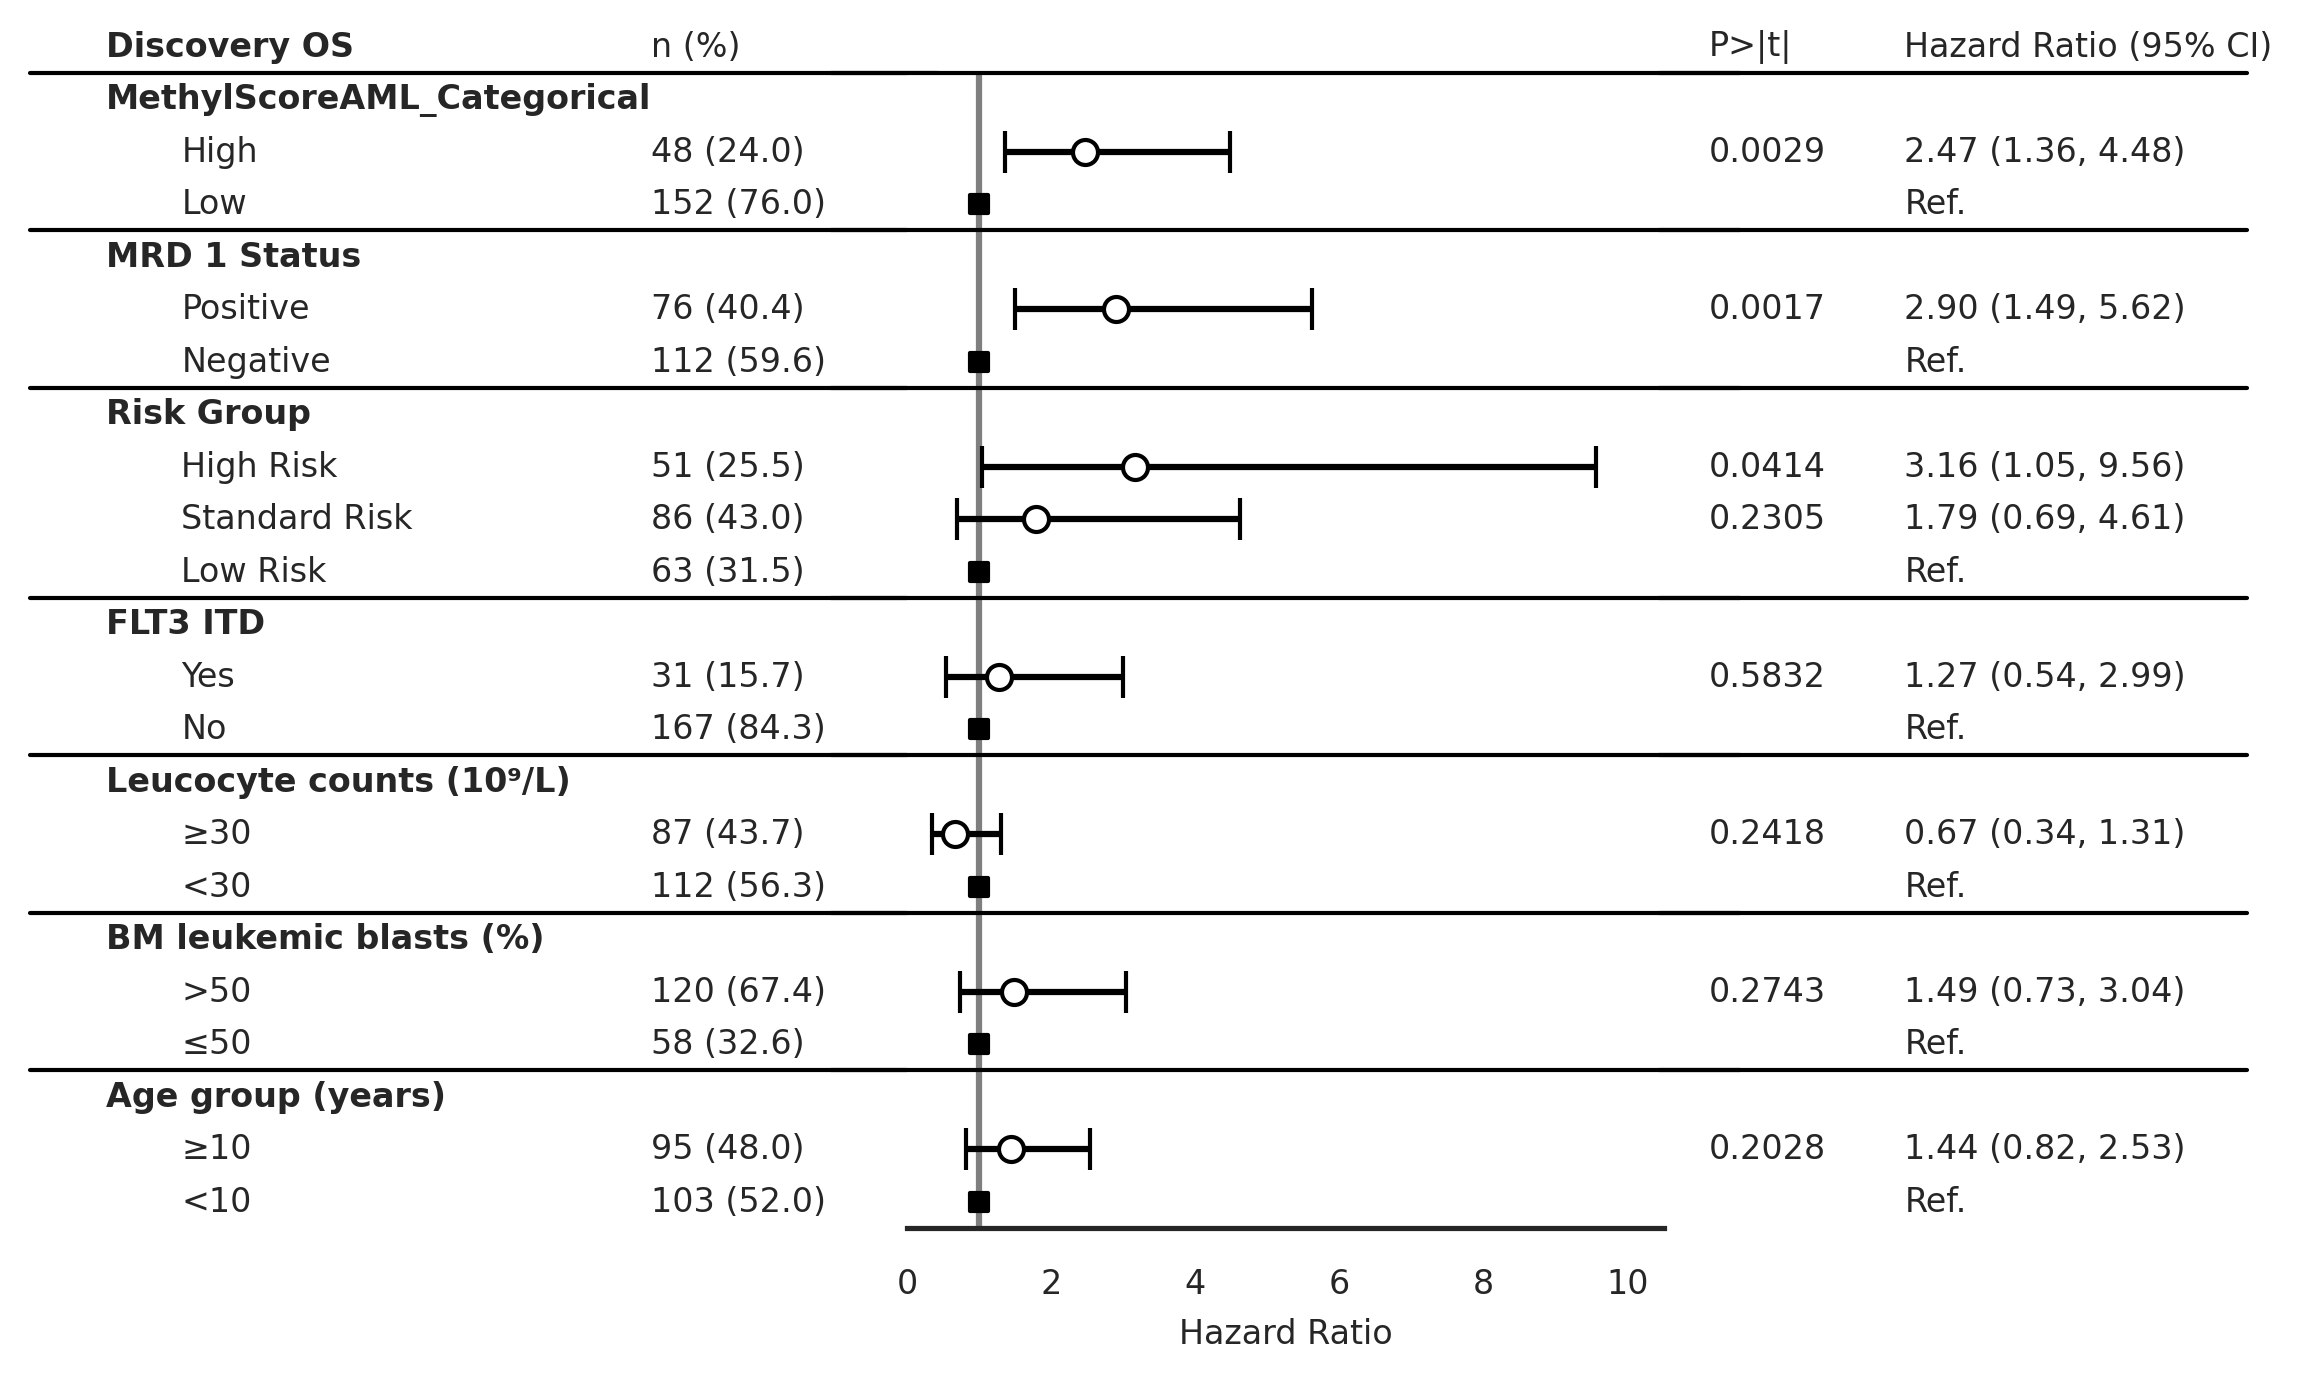 Discovery OS n (%) P>|t| Hazard Ratio (95% CI)
MethylScoreAML_Categorical
High 48 (24.0) 0.0029 2.47 (1.36, 4.48)
Low 152 (76.0) Ref.
MRD 1 Status
Positive 76 (40.4) 0.0017 2.90 (1.49, 5.62)
Negative 112 (59.6) Ref.
Risk Group
High Risk 51 (25.5) 0.0414 3.16 (1.05, 9.56)
Standard Risk 86 (43.0) 0.2305 1.79 (0.69, 4.61)
Low Risk 63 (31.5) Ref.
FLT3 ITD
Yes 31 (15.7) 0.5832 1.27 (0.54, 2.99)
No 167 (84.3) Ref.
Leucocyte counts (10⁹/L)
≥30 87 (43.7) 0.2418 0.67 (0.34, 1.31)
<30 112 (56.3) Ref.
BM leukemic blasts (%)
>50 120 (67.4) 0.2743 1.49 (0.73, 3.04)
≤50 58 (32.6) Ref.
Age group (years)
≥10 95 (48.0) 0.2028 1.44 (0.82, 2.53)
<10 103 (52.0) Ref.
0 2 4 6 8 10
Hazard Ratio